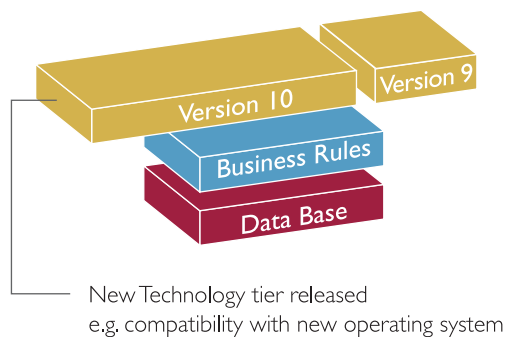 Version 10
Version 9
Business Rules
Data Base
New Technology tier released
e.g. compatibility with new operating system